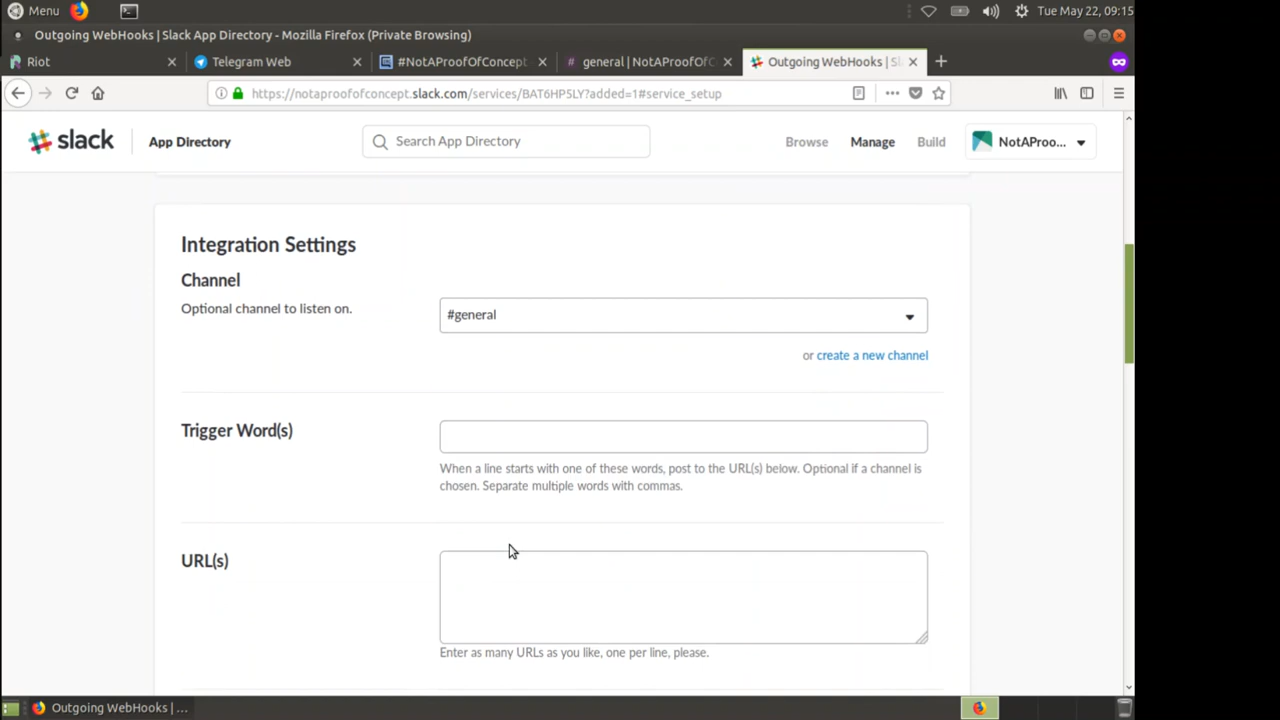 Menu
Tue May 22, 09:15
Outgoing WebHooks | Slack App Directory - Mozilla Firefox (Private Browsing)
Riot
Telegram Web
#NotAProofOfConcept
general | NotAProofOfC
Outgoing WebHooks | Sl
https://notaproofofconcept.slack.com/services/BAT6HP5LY?added=1#service_setup
slack
App Directory
Search App Directory
Browse
Manage
Build
NotAProo...
Integration Settings
Channel
Optional channel to listen on.
#general
or create a new channel
Trigger Word(s)
When a line starts with one of these words, post to the URL(s) below. Optional if a channel is
chosen. Separate multiple words with commas.
URL(s)
Enter as many URLs as you like, one per line, please.
Outgoing WebHooks | ...